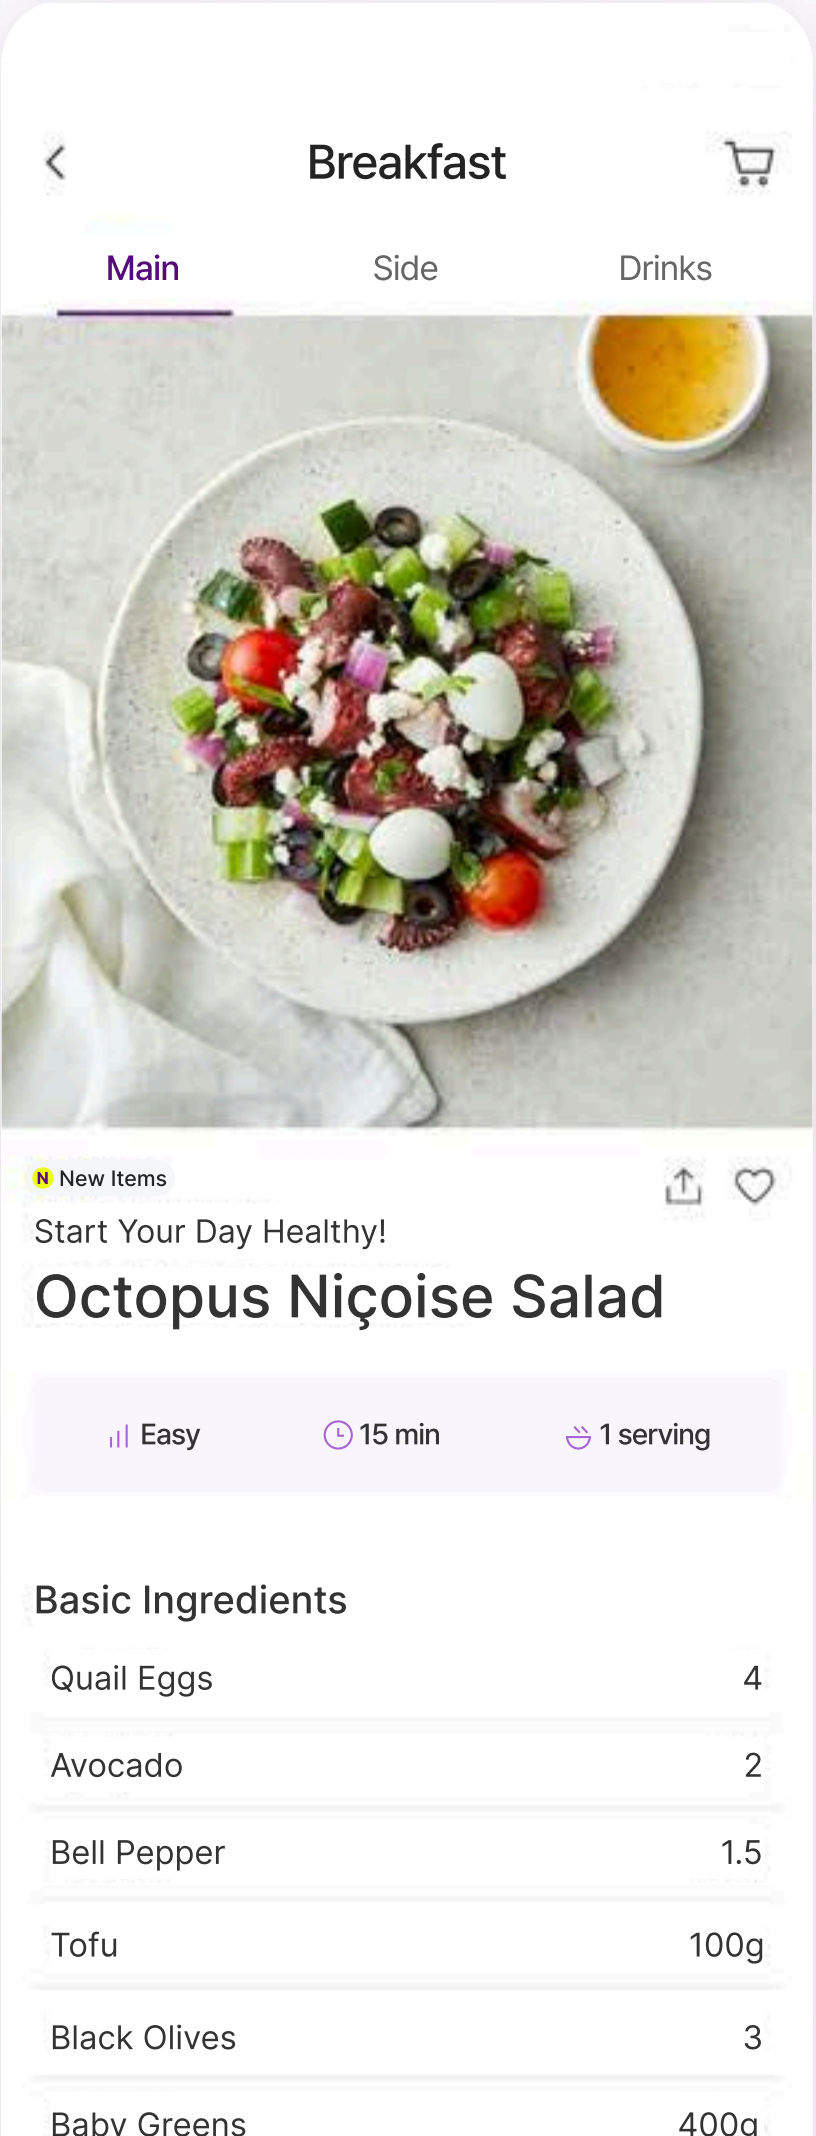 Breakfast
Main Side Drinks
N New Items
Start Your Day Healthy!
Octopus Niçoise Salad
Easy 15 min 1 serving
Basic Ingredients
Quail Eggs 4
Avocado 2
Bell Pepper 1.5
Tofu 100g
Black Olives 3
Baby Greens 400g